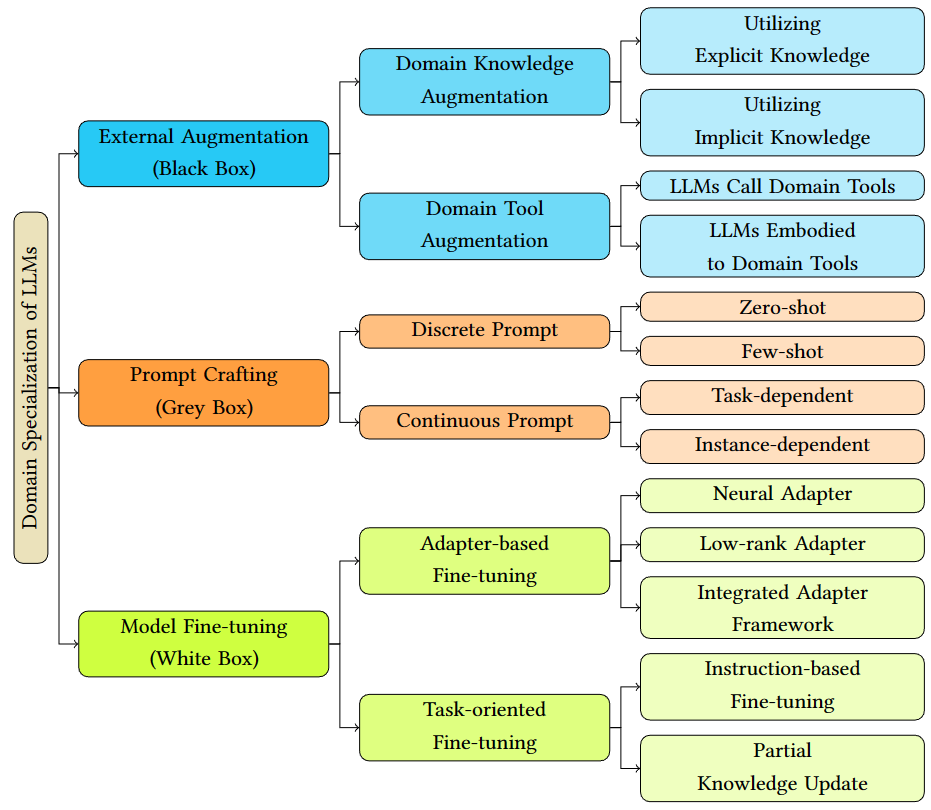 Domain Specialization of LLMs
External Augmentation
(Black Box)
Domain Knowledge
Augmentation
Utilizing
Explicit Knowledge
Utilizing
Implicit Knowledge
Domain Tool
Augmentation
LLMs Call Domain Tools
LLMs Embodied
to Domain Tools
Prompt Crafting
(Grey Box)
Discrete Prompt
Zero-shot
Few-shot
Continuous Prompt
Task-dependent
Instance-dependent
Model Fine-tuning
(White Box)
Adapter-based
Fine-tuning
Neural Adapter
Low-rank Adapter
Integrated Adapter
Framework
Task-oriented
Fine-tuning
Instruction-based
Fine-tuning
Partial
Knowledge Update